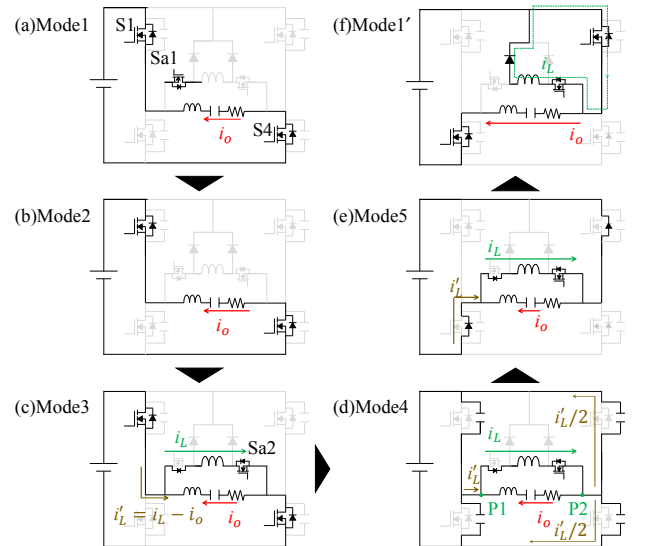 (a)Mode1
S1
Sa1
i_o
S4
(f)Mode1′
i_L
i_o
(b)Mode2
i_o
(e)Mode5
i_L
i′_L
i_o
(c)Mode3
i_L
Sa2
i′_L = i_L − i_o
i_o
(d)Mode4
i′_L/2
i_L
i′_L
P1
P2
i_o
i′_L/2